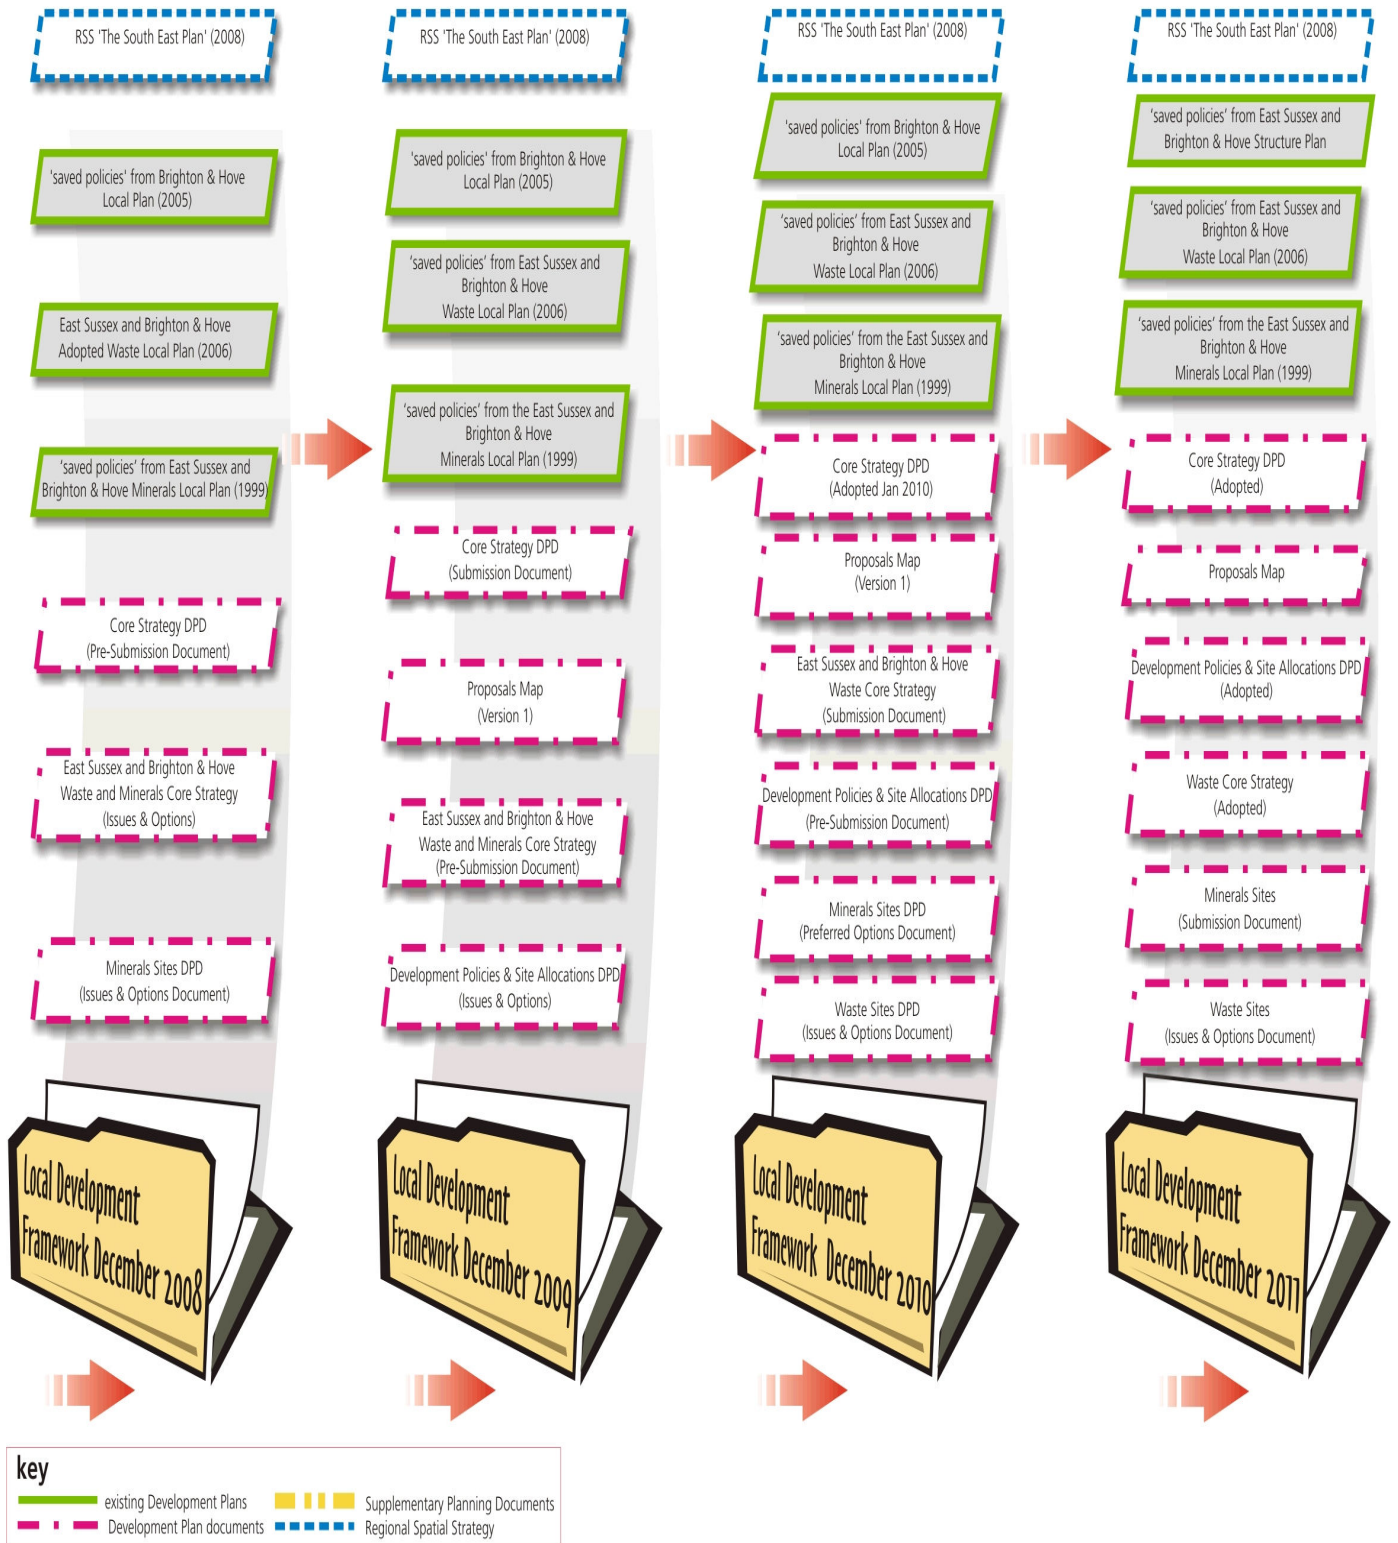 RSS 'The South East Plan' (2008)
'saved policies' from Brighton & Hove
Local Plan (2005)
East Sussex and Brighton & Hove
Adopted Waste Local Plan (2006)
'saved policies' from East Sussex and
Brighton & Hove Minerals Local Plan (1999)
Core Strategy DPD
(Pre-Submission Document)
East Sussex and Brighton & Hove
Waste and Minerals Core Strategy
(Issues & Options)
Minerals Sites DPD
(Issues & Options Document)
Local Development
Framework December 2008
RSS 'The South East Plan' (2008)
'saved policies' from Brighton & Hove
Local Plan (2005)
'saved policies' from East Sussex and
Brighton & Hove
Waste Local Plan (2006)
'saved policies' from the East Sussex and
Brighton & Hove
Minerals Local Plan (1999)
Core Strategy DPD
(Submission Document)
Proposals Map
(Version 1)
East Sussex and Brighton & Hove
Waste and Minerals Core Strategy
(Pre-Submission Document)
Development Policies & Site Allocations DPD
(Issues & Options)
Local Development
Framework December 2009
RSS 'The South East Plan' (2008)
'saved policies' from Brighton & Hove
Local Plan (2005)
'saved policies' from East Sussex and
Brighton & Hove
Waste Local Plan (2006)
'saved policies' from the East Sussex and
Brighton & Hove
Minerals Local Plan (1999)
Core Strategy DPD
(Adopted Jan 2010)
Proposals Map
(Version 1)
East Sussex and Brighton & Hove
Waste Core Strategy
(Submission Document)
Development Policies & Site Allocations DPD
(Pre-Submission Document)
Minerals Sites DPD
(Preferred Options Document)
Waste Sites DPD
(Issues & Options Document)
Local Development
Framework December 2010
RSS 'The South East Plan' (2008)
'saved policies' from East Sussex and
Brighton & Hove Structure Plan
'saved policies' from East Sussex and
Brighton & Hove
Waste Local Plan (2006)
'saved policies' from the East Sussex and
Brighton & Hove
Minerals Local Plan (1999)
Core Strategy DPD
(Adopted)
Proposals Map
Development Policies & Site Allocations DPD
(Adopted)
Waste Core Strategy
(Adopted)
Minerals Sites
(Submission Document)
Waste Sites
(Issues & Options Document)
Local Development
Framework December 2011
key
existing Development Plans
Development Plan documents
Supplementary Planning Documents
Regional Spatial Strategy